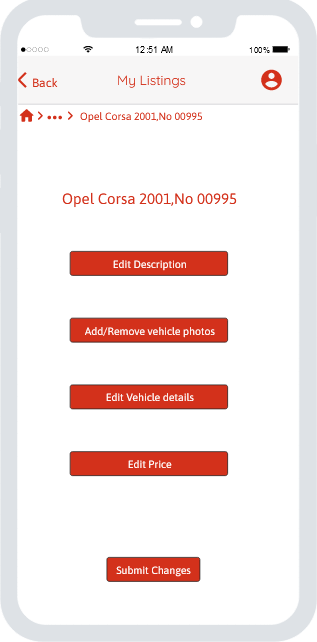 12:51 AM 100%
Back My Listings
Opel Corsa 2001,No 00995
Opel Corsa 2001,No 00995
Edit Description
Add/Remove vehicle photos
Edit Vehicle details
Edit Price
Submit Changes